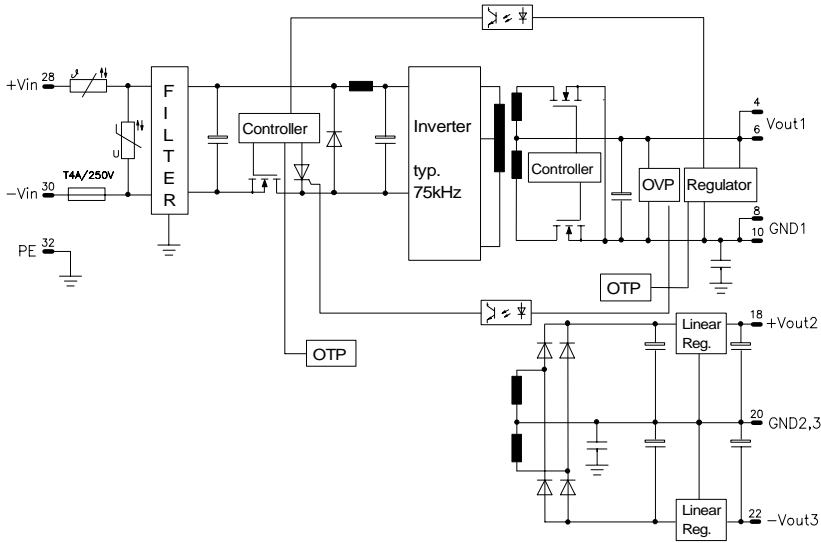 28
+Vin
ϑ
U
T4A/250V
30
-Vin
32
PE
F
I
L
T
E
R
Controller
OTP
Inverter
typ.
75kHz
Controller
OVP
Regulator
OTP
4
6
Vout1
8
10
GND1
Linear
Reg.
18
+Vout2
20
GND2,3
Linear
Reg.
22
-Vout3